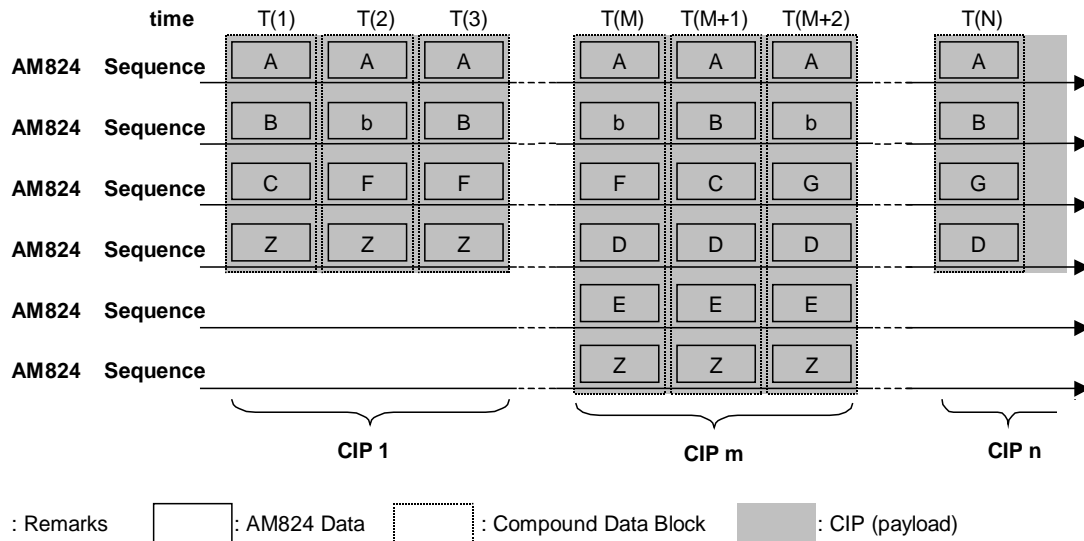 time T(1) T(2) T(3) T(M) T(M+1) T(M+2) T(N)
AM824 Sequence A A A A A A A
AM824 Sequence B b B b B b B
AM824 Sequence C F F F C G G
AM824 Sequence Z Z Z D D D D
AM824 Sequence E E E
AM824 Sequence Z Z Z
CIP 1 CIP m CIP n
: Remarks : AM824 Data : Compound Data Block : CIP (payload)